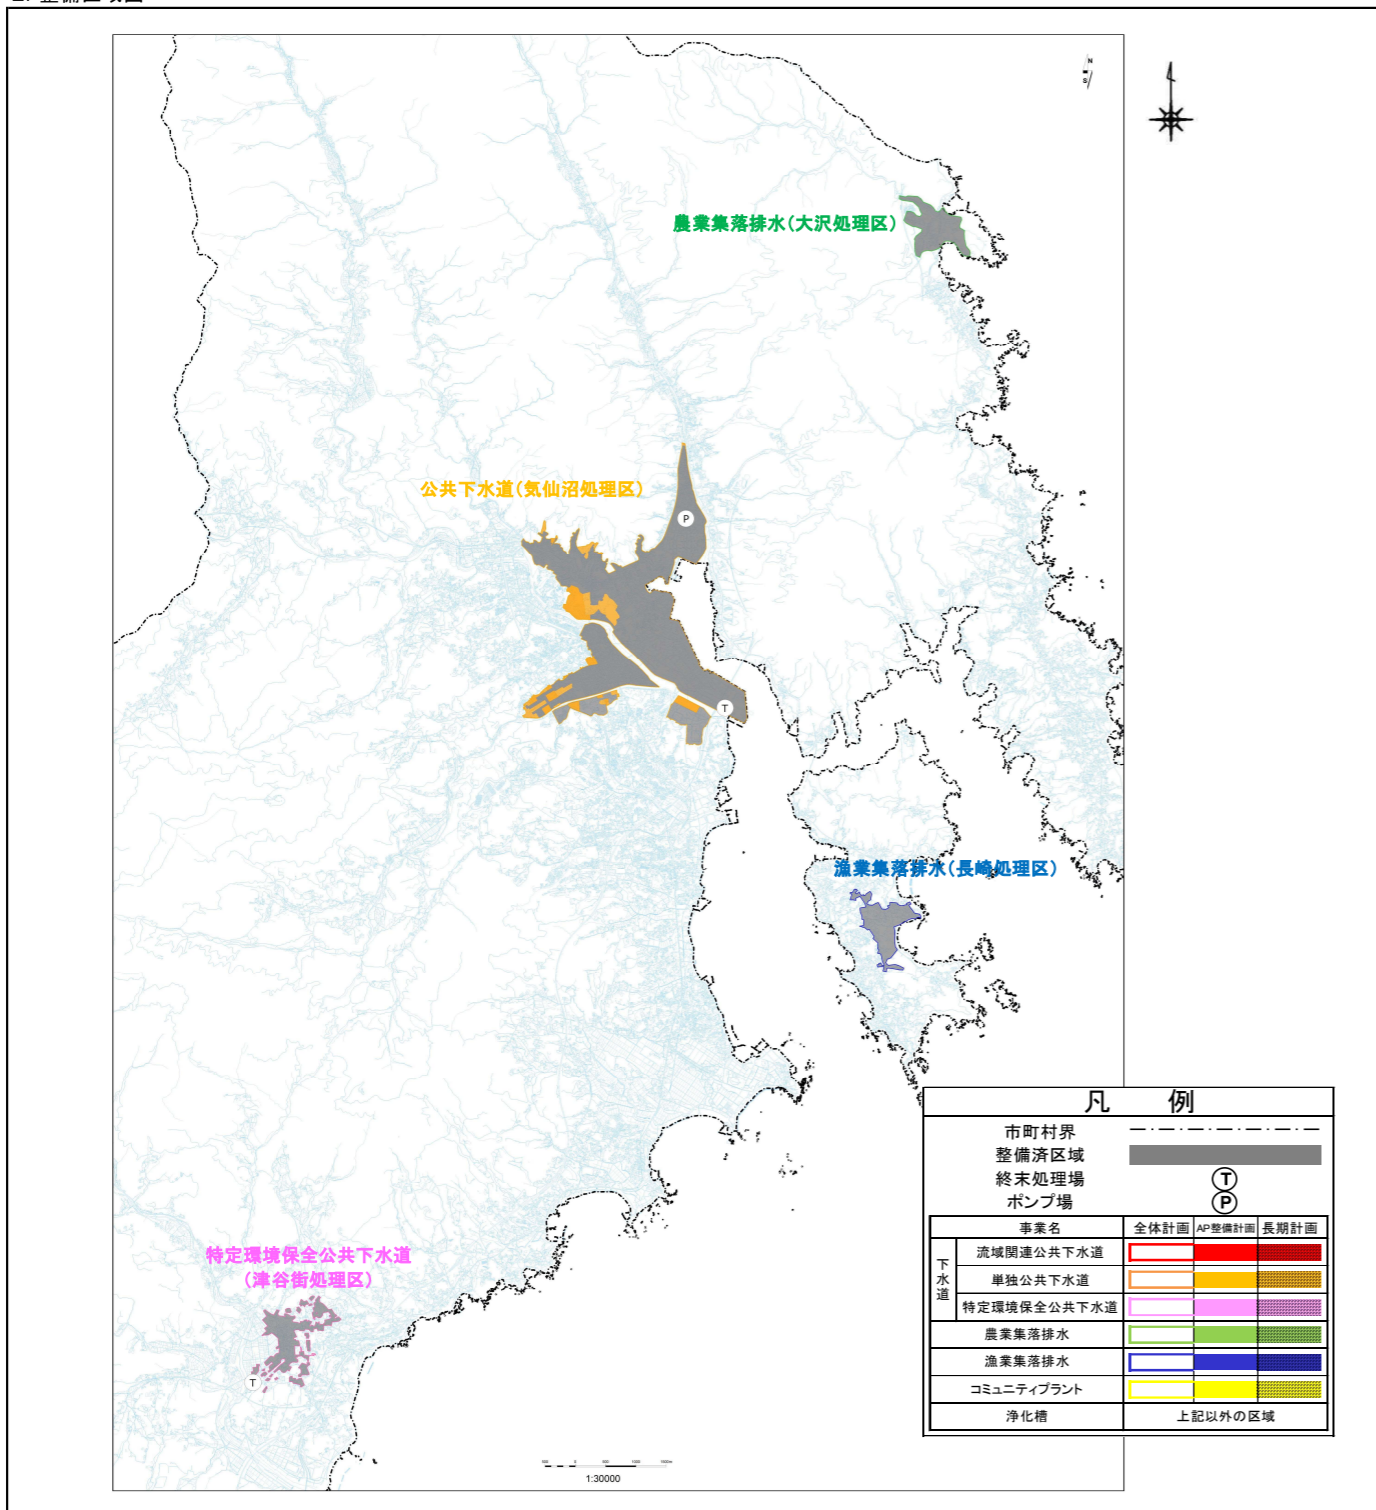 N
S
農業集落排水(大沢処理区)
公共下水道(気仙沼処理区)
P
T
漁業集落排水(長崎処理区)
特定環境保全公共下水道
(津谷街処理区)
T
1:30000
凡 例
市町村界
整備済区域
終末処理場 T
ポンプ場 P
事業名 全体計画 AP整備計画 長期計画
下水道
流域関連公共下水道
単独公共下水道
特定環境保全公共下水道
農業集落排水
漁業集落排水
コミュニティプラント
浄化槽 上記以外の区域